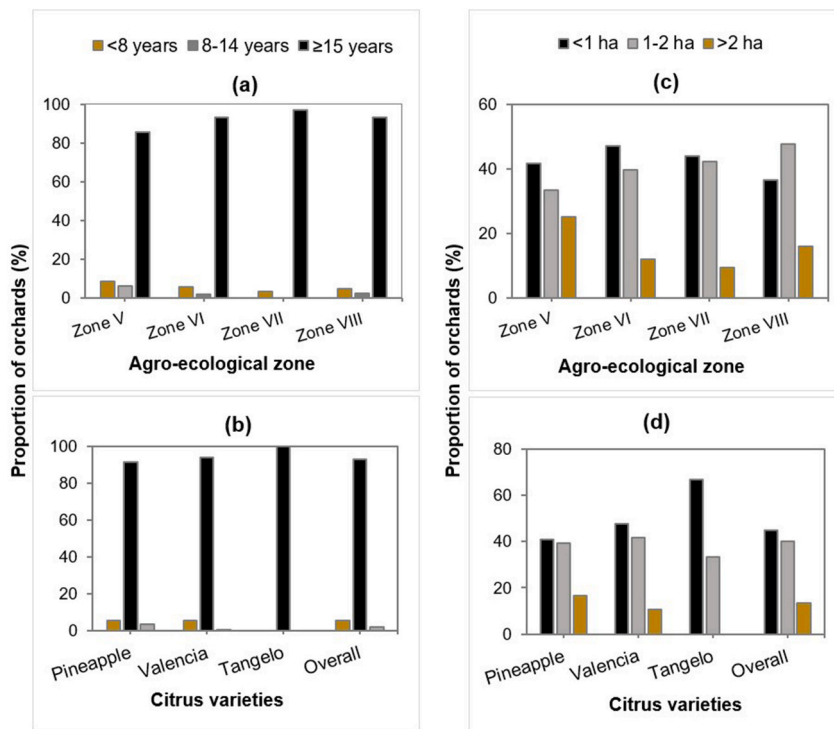 <8 years 8-14 years ≥15 years
(a)
100
80
60
40
20
0
Zone V Zone VI Zone VII Zone VIII
Agro-ecological zone
(b)
100
80
60
40
20
0
Pineapple Valencia Tangelo Overall
Citrus varieties
Proportion of orchards (%)
<1 ha 1-2 ha >2 ha
(c)
60
40
20
0
Zone V Zone VI Zone VII Zone VIII
Agro-ecological zone
(d)
80
60
40
20
0
Pineapple Valencia Tangelo Overall
Citrus varieties
Proportion of orchards (%)